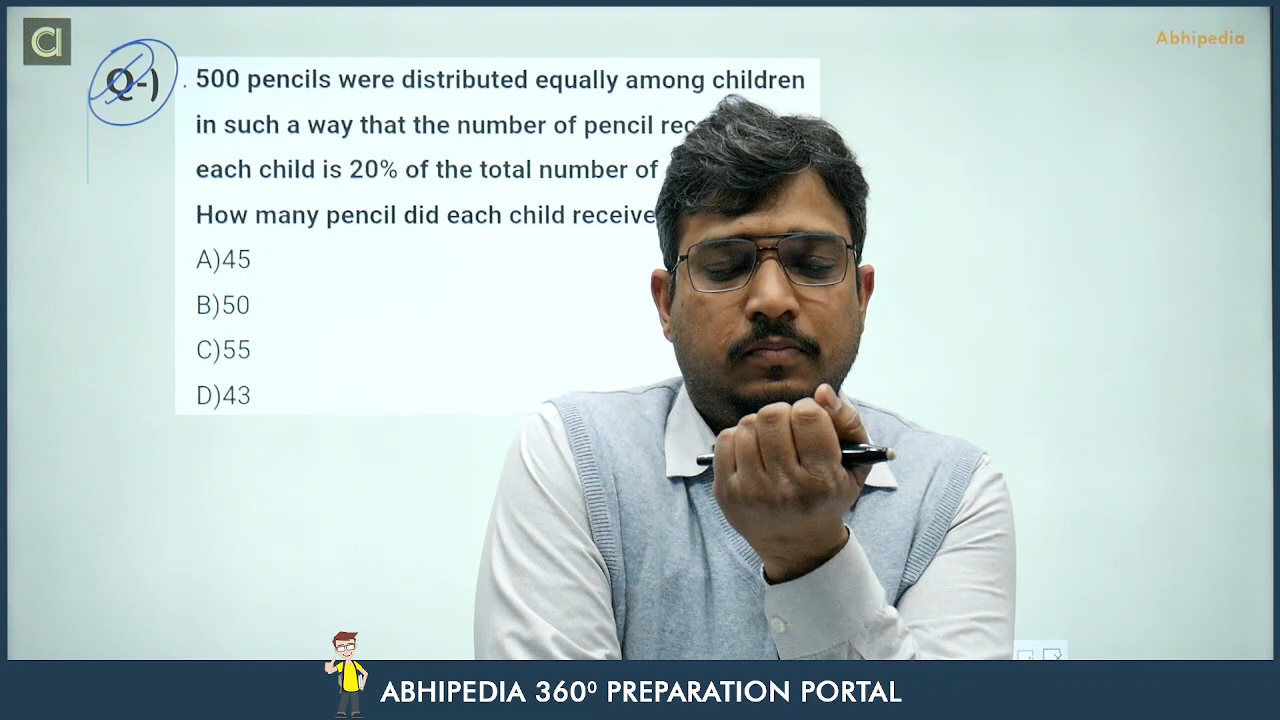 Abhipedia
Q-) . 500 pencils were distributed equally among children
in such a way that the number of pencil
each child is 20% of the total number of
How many pencil did each child receive
A)45
B)50
C)55
D)43
ABHIPEDIA 360⁰ PREPARATION PORTAL